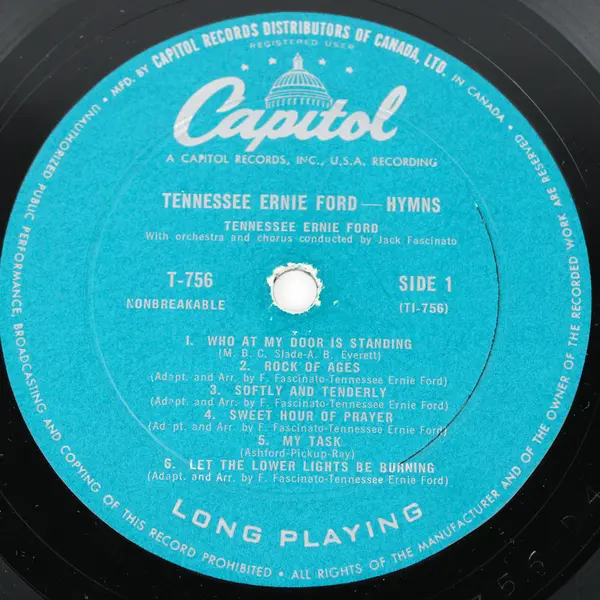 MFD. BY CAPITOL RECORDS DISTRIBUTORS OF CANADA, LTD. IN CANADA •
REGISTERED USER
Capitol
A CAPITOL RECORDS, INC., U.S.A. RECORDING
TENNESSEE ERNIE FORD — HYMNS
TENNESSEE ERNIE FORD
With orchestra and chorus conducted by Jack Fascinato
T-756
SIDE 1
NONBREAKABLE
(TI-756)
1. WHO AT MY DOOR IS STANDING
(M. B. C. Slade-A. B. Everett)
2. ROCK OF AGES
(Adapt. and Arr. by F. Fascinato-Tennessee Ernie Ford)
3. SOFTLY AND TENDERLY
(Adapt. and Arr. by F. Fascinato-Tennessee Ernie Ford)
4. SWEET HOUR OF PRAYER
(Adapt. and Arr. by F. Fascinato-Tennessee Ernie Ford)
5. MY TASK
(Ashford-Pickup-Ray)
6. LET THE LOWER LIGHTS BE BURNING
(Adapt. and Arr. by F. Fascinato-Tennessee Ernie Ford)
LONG PLAYING
UNAUTHORIZED PUBLIC PERFORMANCE, BROADCASTING AND COPYING OF THIS RECORD PROHIBITED • ALL RIGHTS OF THE MANUFACTURER AND OF THE OWNER OF THE RECORDED WORK ARE RESERVED